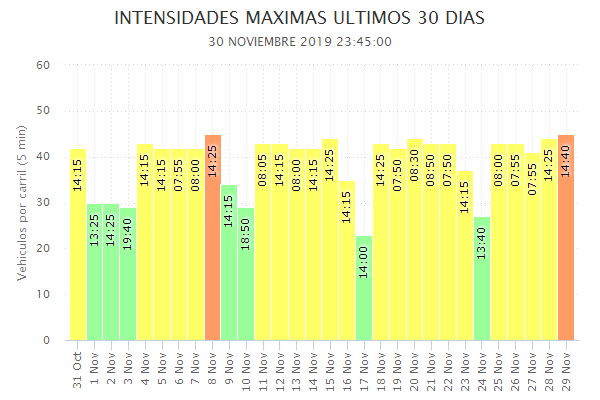 INTENSIDADES MAXIMAS ULTIMOS 30 DIAS
30 NOVIEMBRE 2019 23:45:00
Vehiculos por carril (5 min)
60
50
40
30
20
10
0
14:15
13:25
14:25
19:40
14:15
14:15
07:55
08:00
14:25
14:15
18:50
08:05
14:15
08:00
14:15
14:25
14:15
14:00
14:25
07:50
08:30
08:50
07:50
14:15
13:40
08:00
07:55
07:55
14:25
14:40
31 Oct
1 Nov
2 Nov
3 Nov
4 Nov
5 Nov
6 Nov
7 Nov
8 Nov
9 Nov
10 Nov
11 Nov
12 Nov
13 Nov
14 Nov
15 Nov
16 Nov
17 Nov
18 Nov
19 Nov
20 Nov
21 Nov
22 Nov
23 Nov
24 Nov
25 Nov
26 Nov
27 Nov
28 Nov
29 Nov